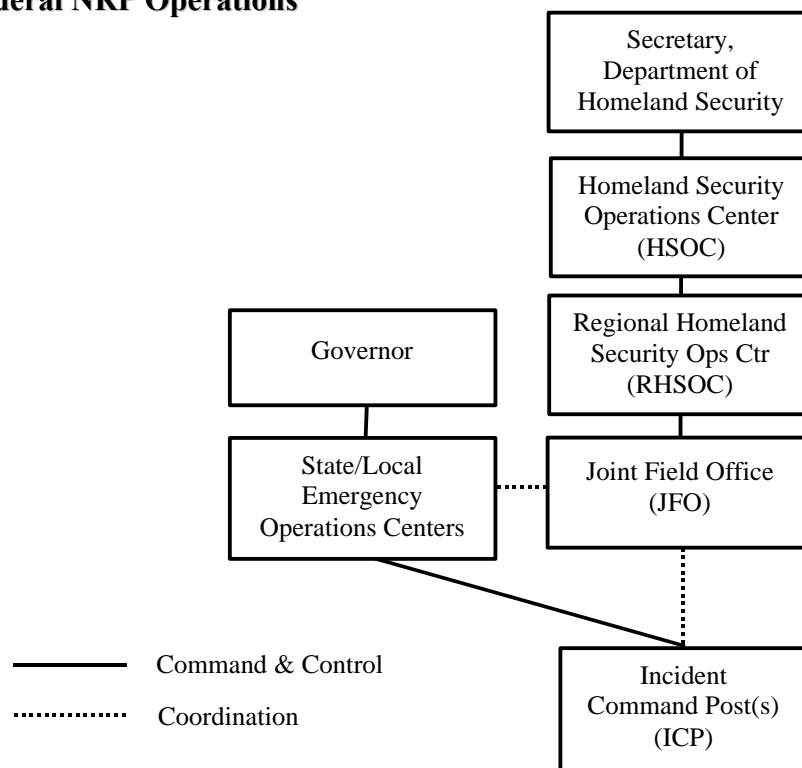 deral NRP Operations
Secretary,
Department of
Homeland Security
Homeland Security
Operations Center
(HSOC)
Regional Homeland
Security Ops Ctr
(RHSOC)
Governor
State/Local
Emergency
Operations Centers
Joint Field Office
(JFO)
Command & Control
Coordination
Incident
Command Post(s)
(ICP)